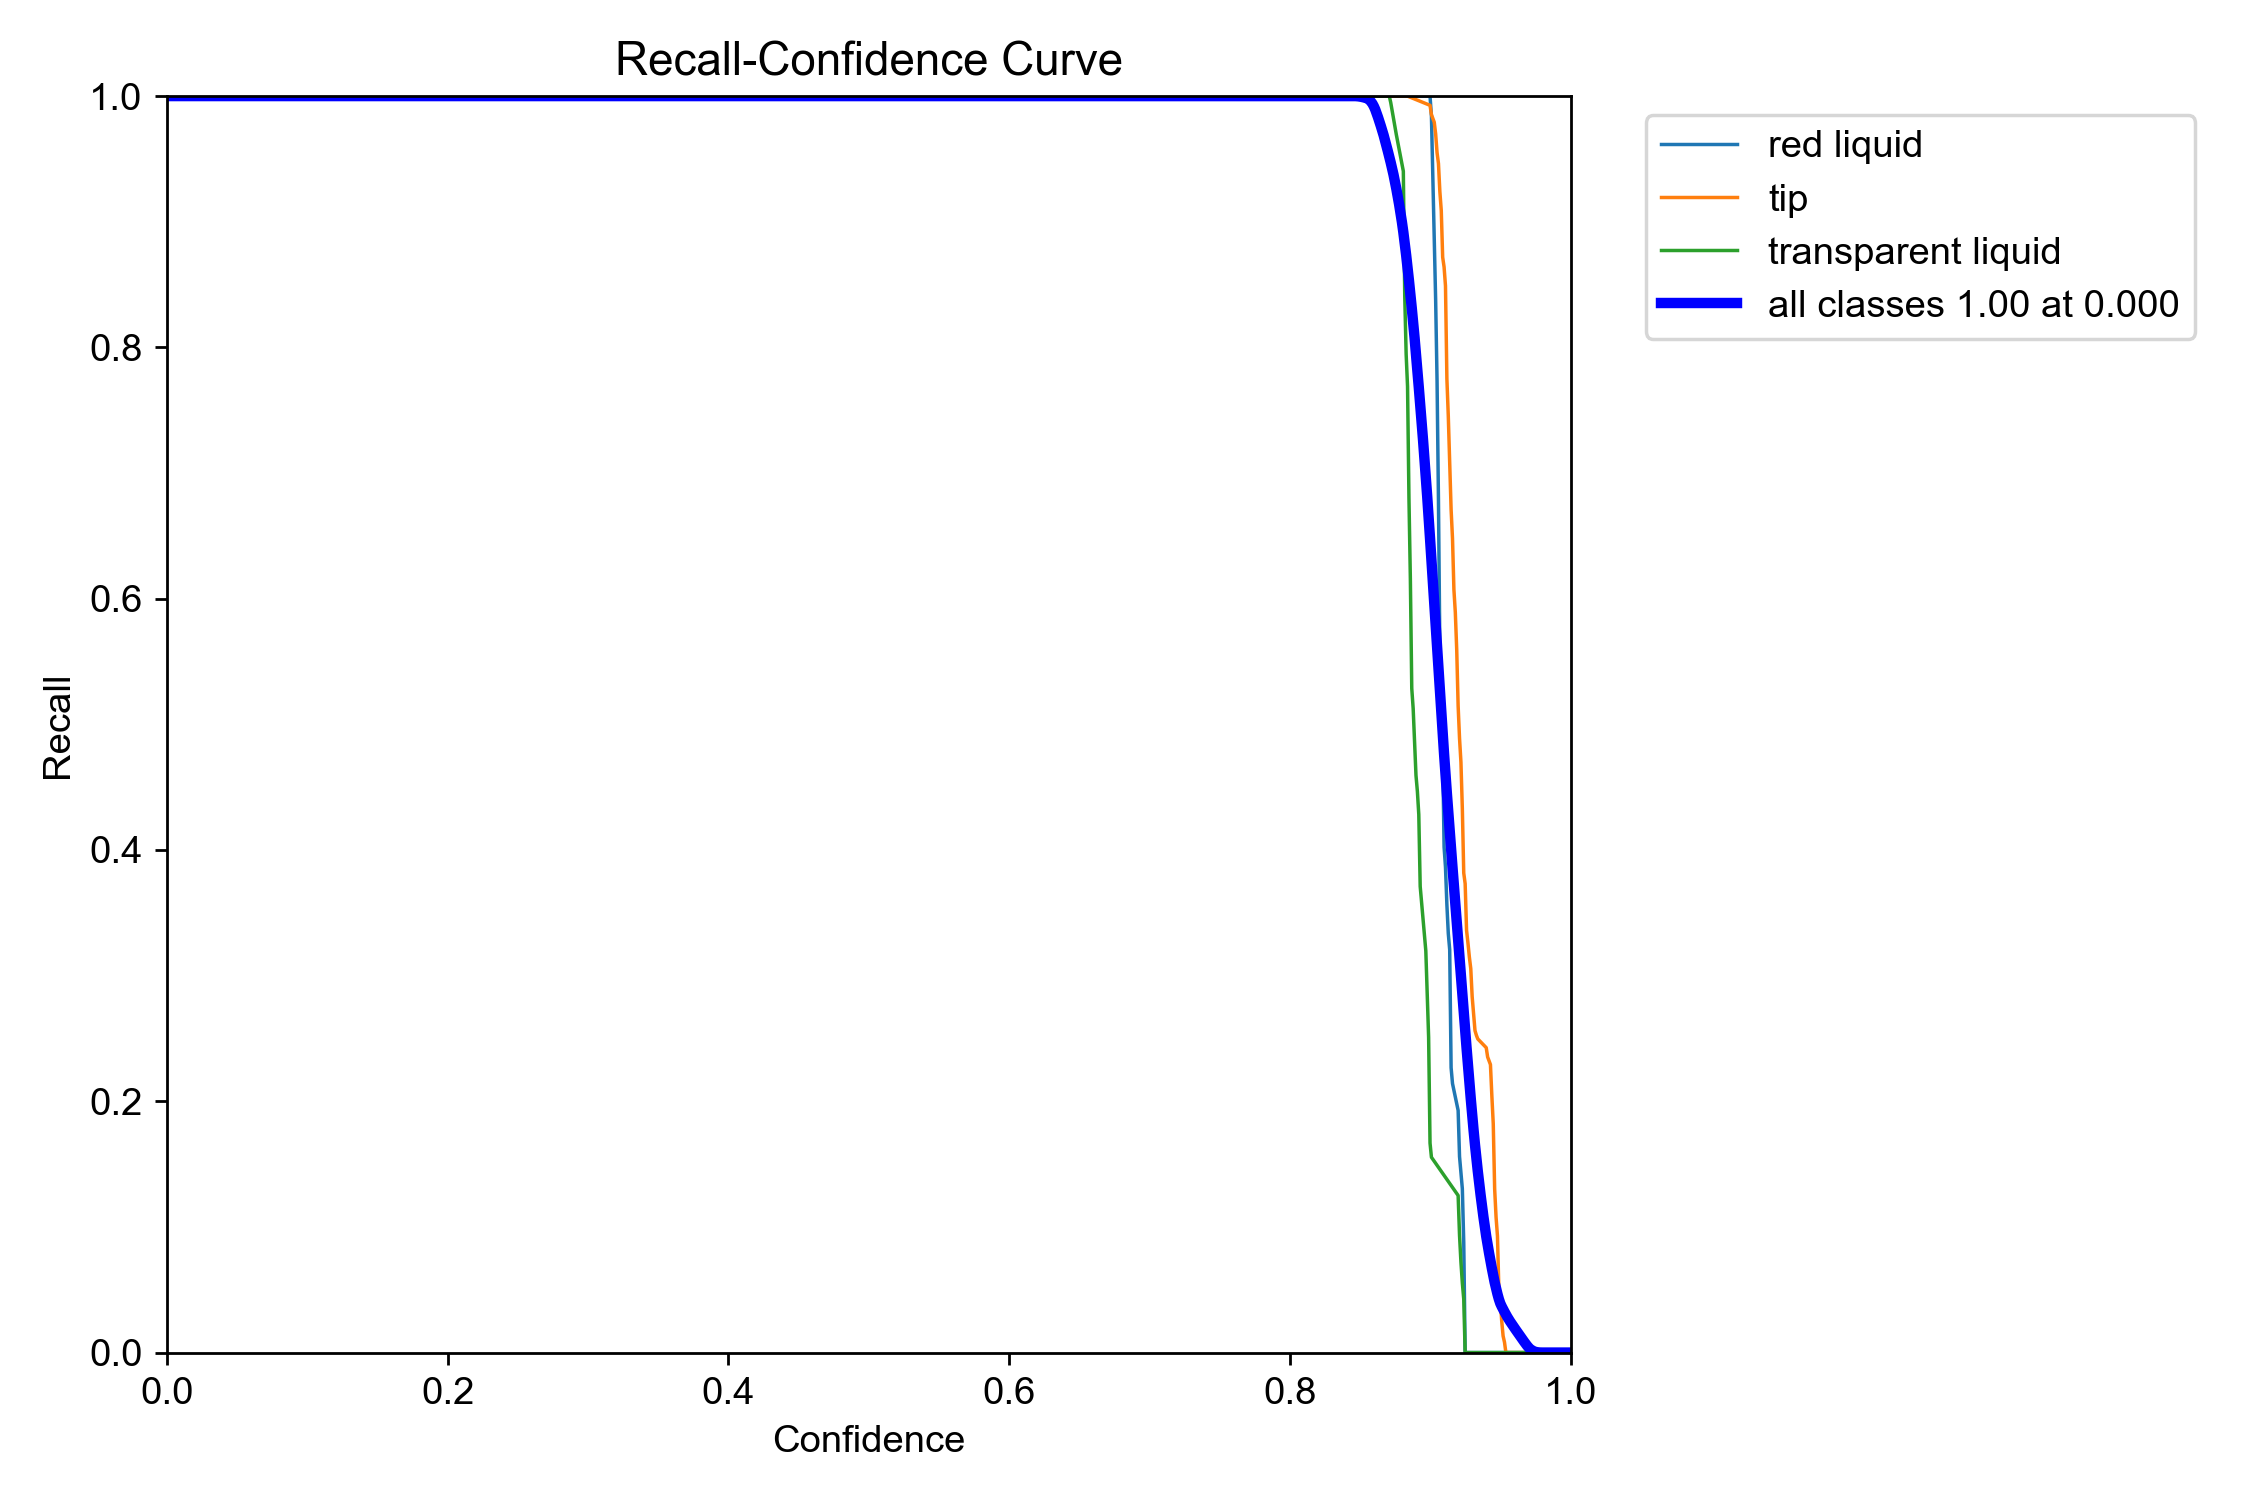 Recall-Confidence Curve
1.0
0.8
0.6
0.4
0.2
0.0
Recall
0.0 0.2 0.4 0.6 0.8 1.0
Confidence
red liquid
tip
transparent liquid
all classes 1.00 at 0.000